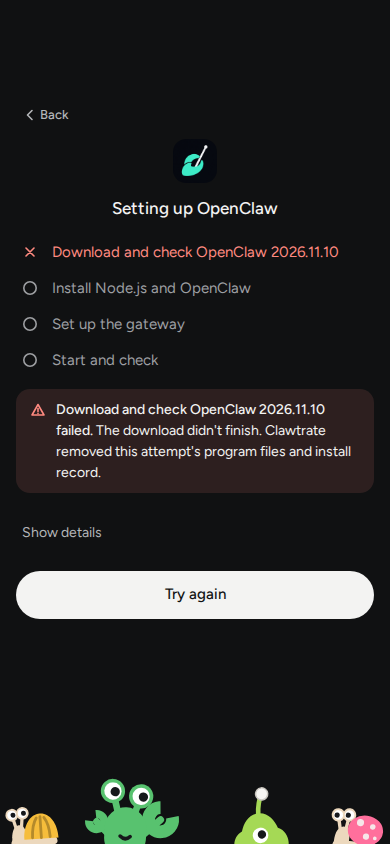 Back
Setting up OpenClaw
Download and check OpenClaw 2026.11.10
Install Node.js and OpenClaw
Set up the gateway
Start and check
Download and check OpenClaw 2026.11.10
failed. The download didn't finish. Clawtrate
removed this attempt's program files and install
record.
Show details
Try again